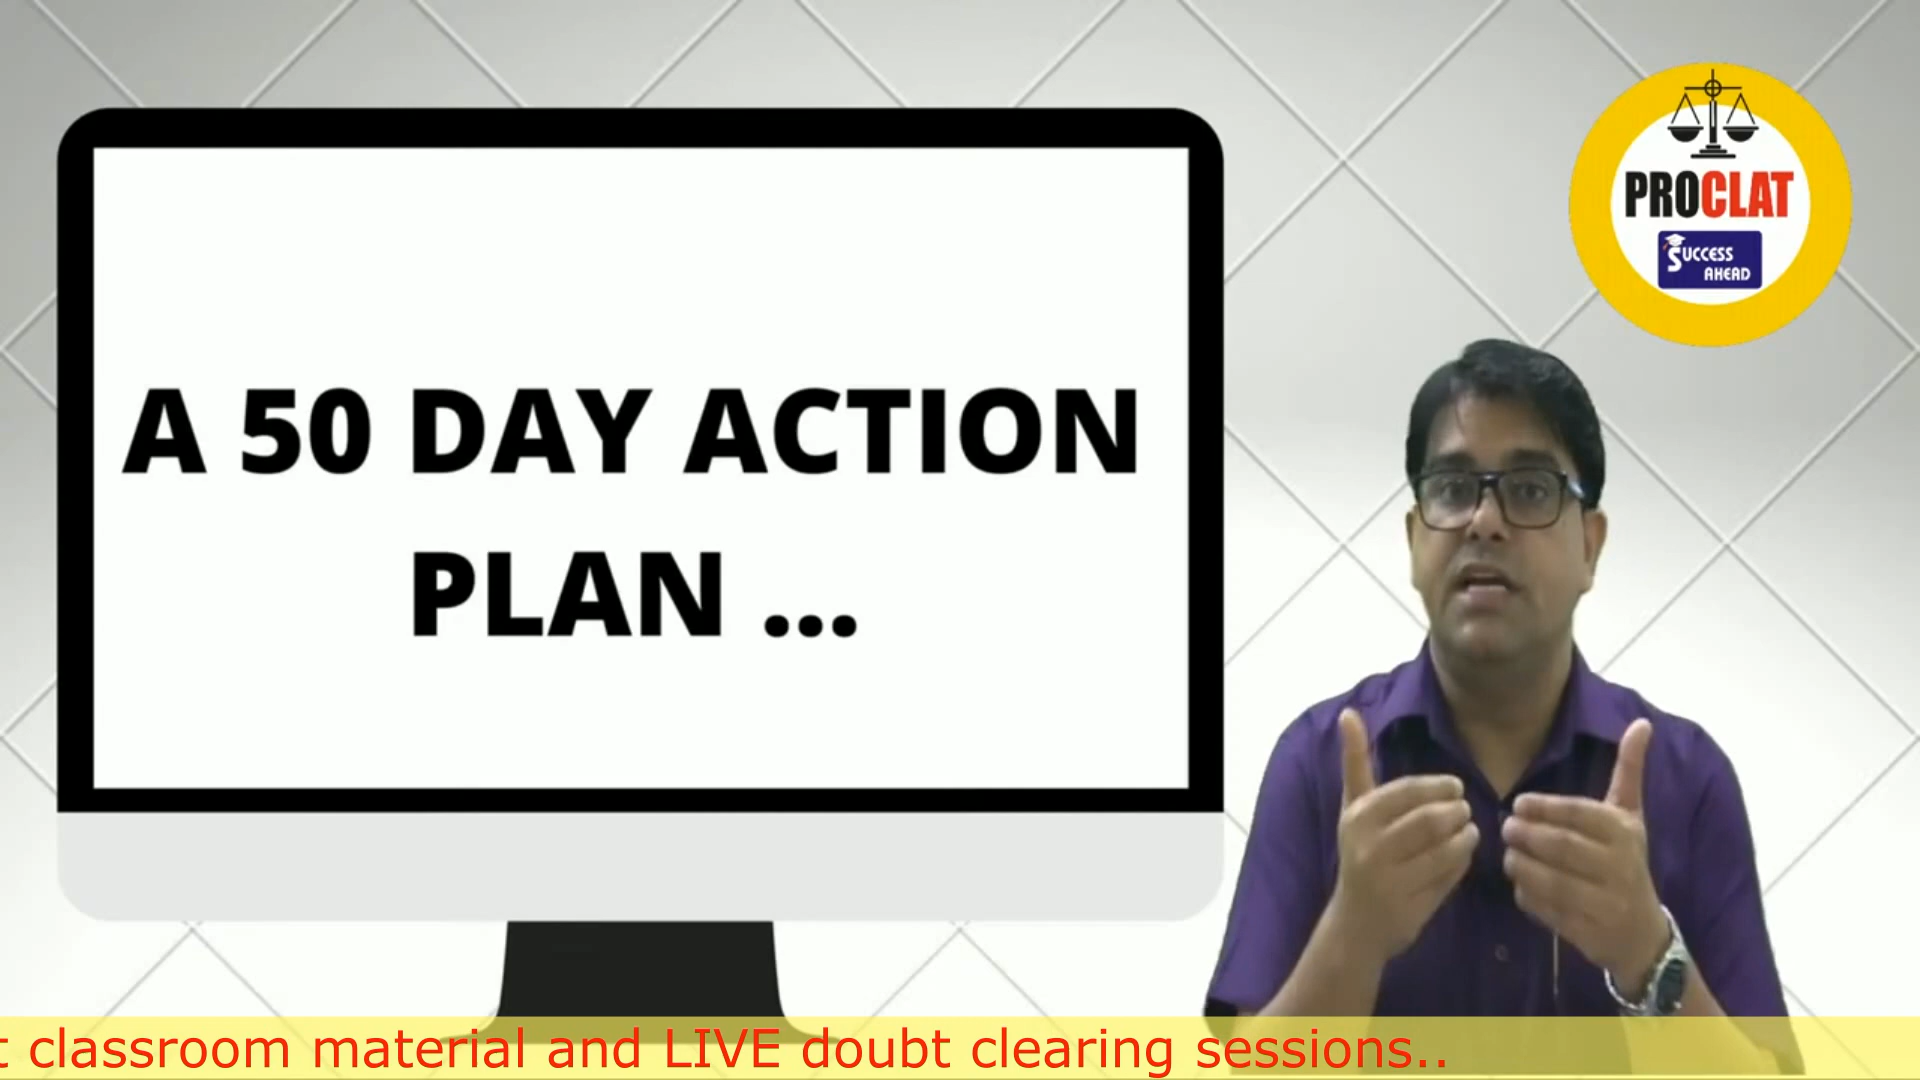 A 50 DAY ACTION
PLAN ...
PROCLAT
SUCCESS
AHEAD
classroom material and LIVE doubt clearing sessions..